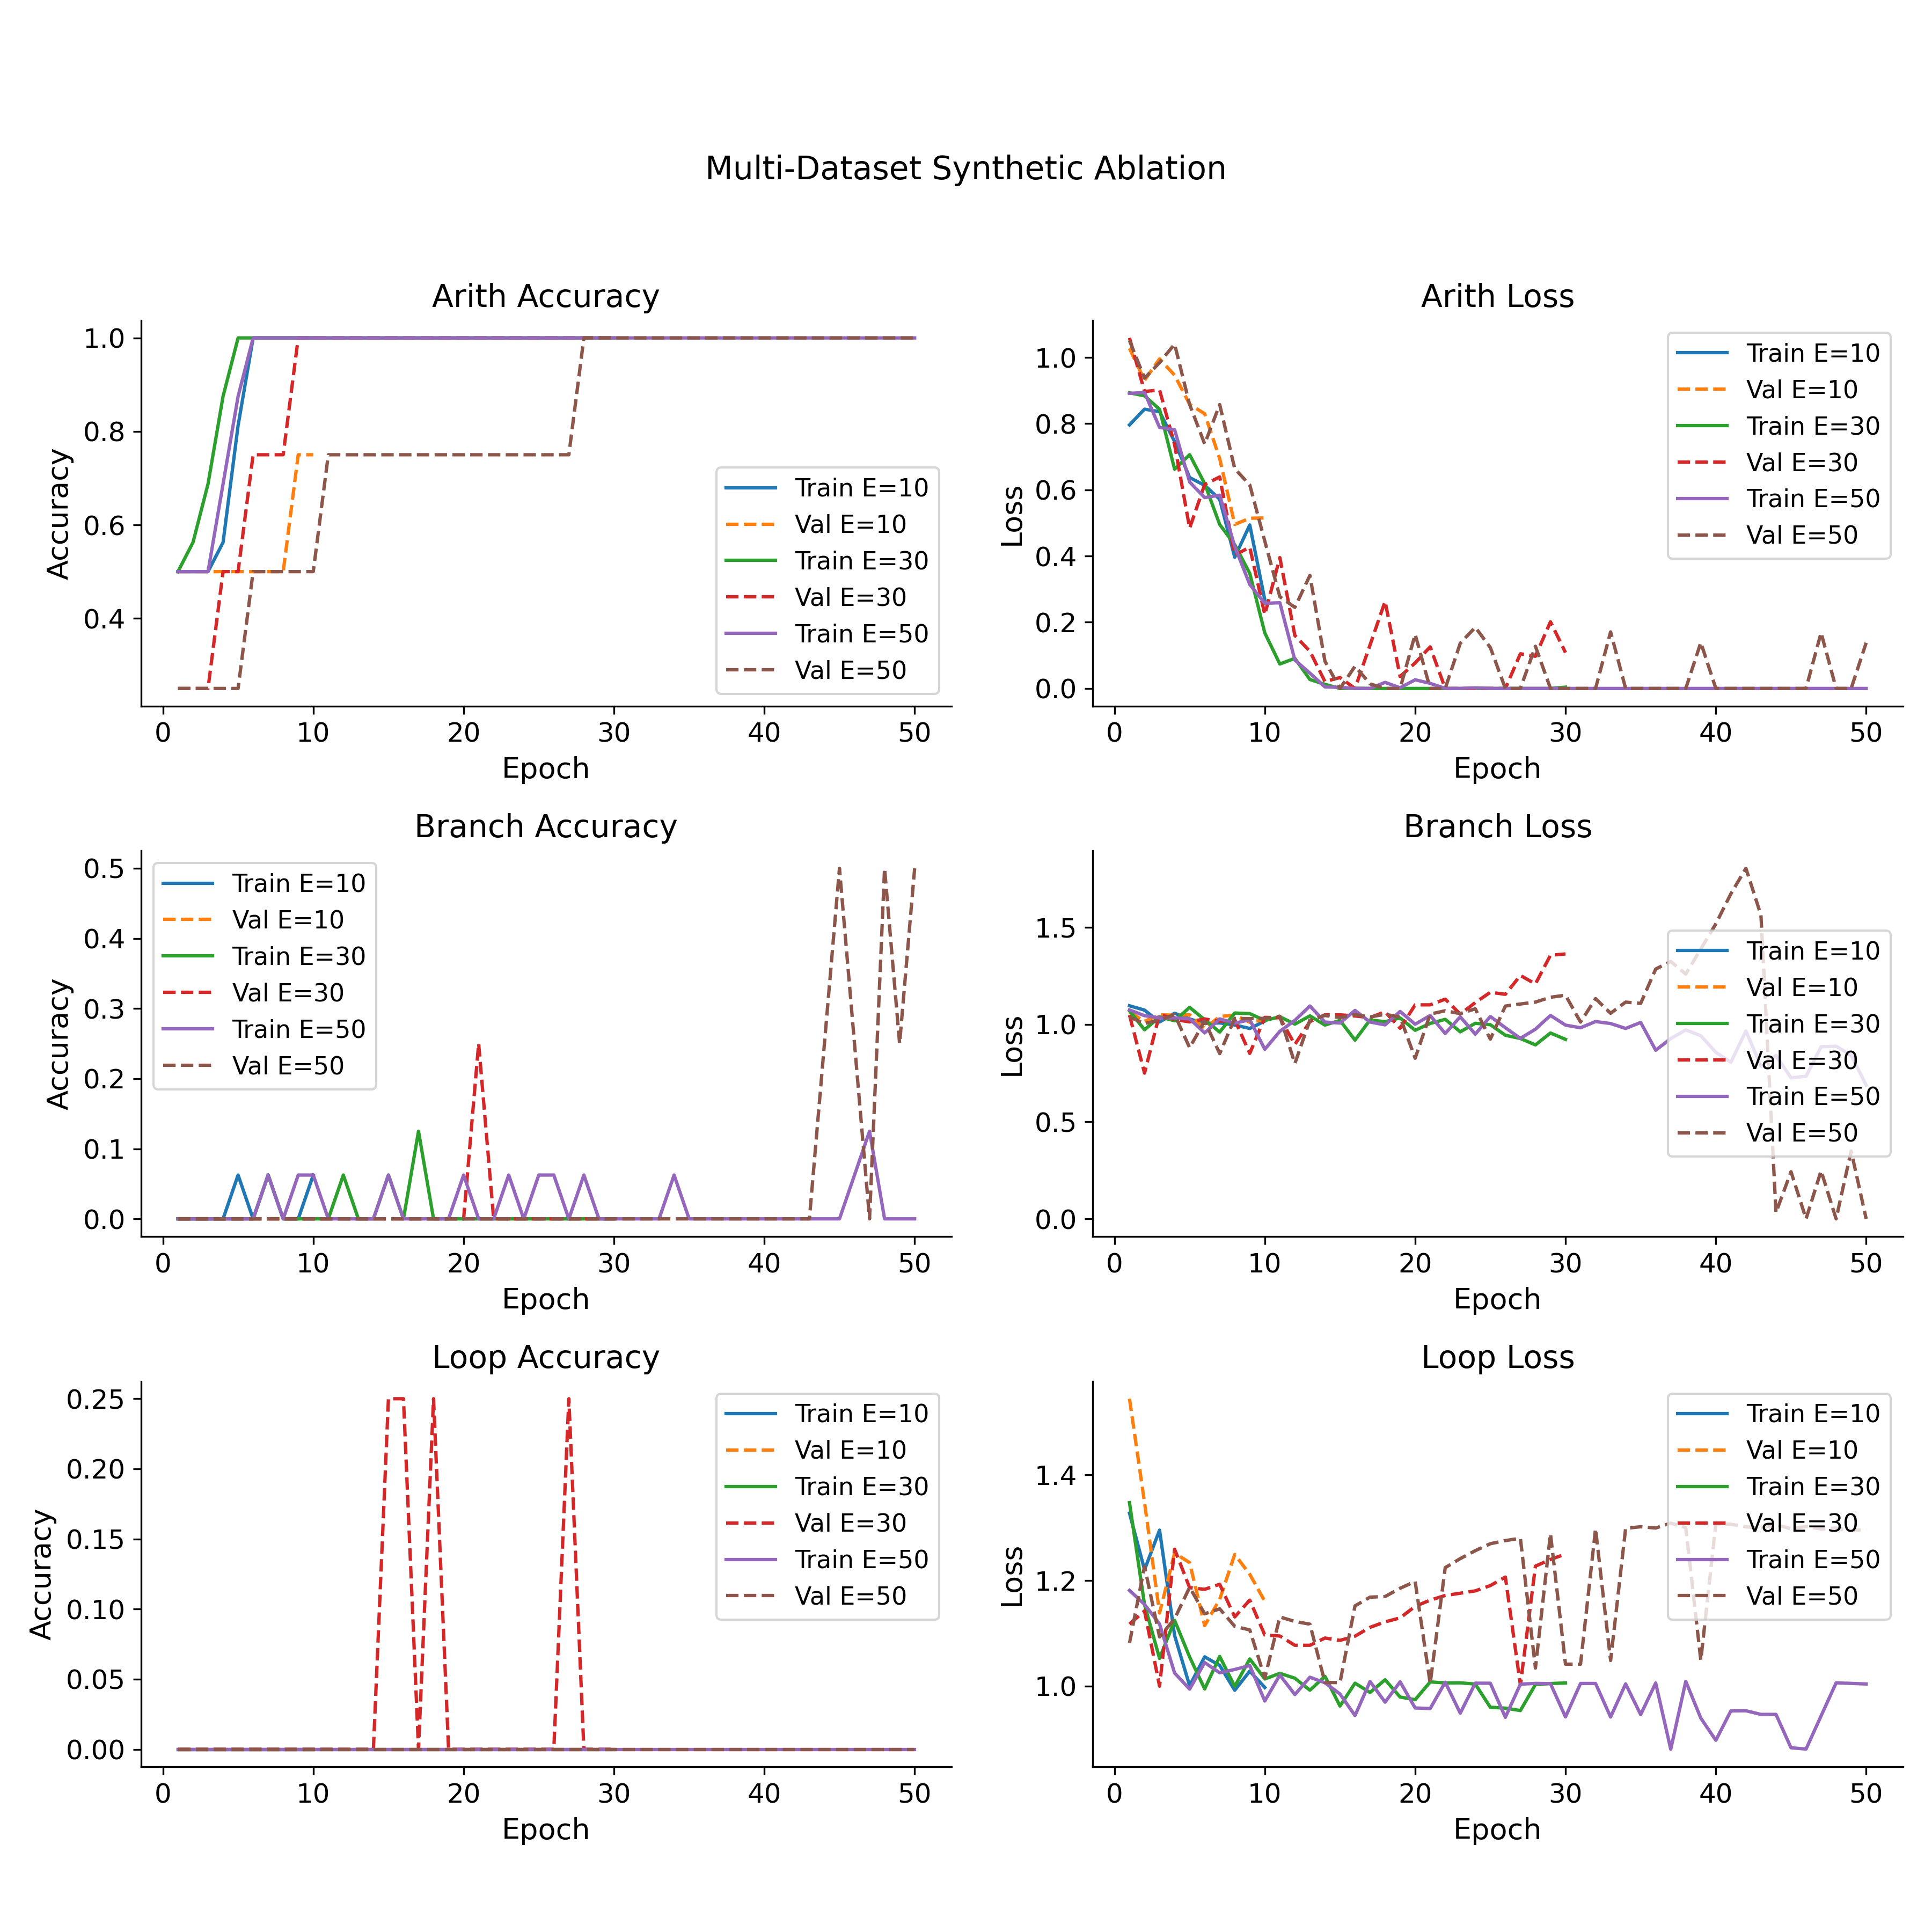 Multi-Dataset Synthetic Ablation
Arith Accuracy
Accuracy
1.0
0.8
0.6
0.4
0 10 20 30 40 50
Epoch
Train E=10
Val E=10
Train E=30
Val E=30
Train E=50
Val E=50
Arith Loss
Loss
1.0
0.8
0.6
0.4
0.2
0.0
0 10 20 30 40 50
Epoch
Train E=10
Val E=10
Train E=30
Val E=30
Train E=50
Val E=50
Branch Accuracy
Accuracy
0.5
0.4
0.3
0.2
0.1
0.0
0 10 20 30 40 50
Epoch
Train E=10
Val E=10
Train E=30
Val E=30
Train E=50
Val E=50
Branch Loss
Loss
1.5
1.0
0.5
0.0
0 10 20 30 40 50
Epoch
Train E=10
Val E=10
Train E=30
Val E=30
Train E=50
Val E=50
Loop Accuracy
Accuracy
0.25
0.20
0.15
0.10
0.05
0.00
0 10 20 30 40 50
Epoch
Train E=10
Val E=10
Train E=30
Val E=30
Train E=50
Val E=50
Loop Loss
Loss
1.4
1.2
1.0
0 10 20 30 40 50
Epoch
Train E=10
Val E=10
Train E=30
Val E=30
Train E=50
Val E=50